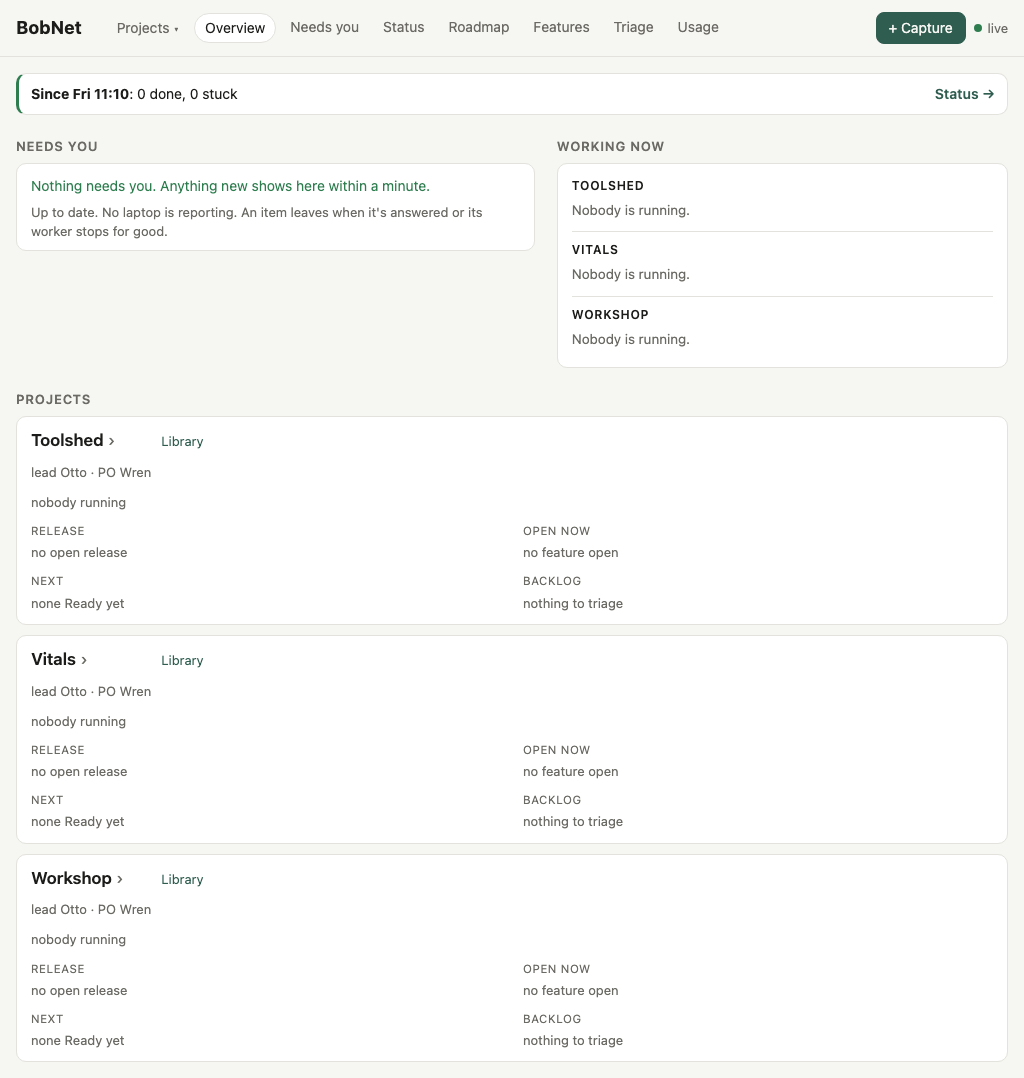 BobNet
Projects ▾
Overview
Needs you
Status
Roadmap
Features
Triage
Usage
+ Capture
live
Since Fri 11:10: 0 done, 0 stuck
Status →
NEEDS YOU
Nothing needs you. Anything new shows here within a minute.
Up to date. No laptop is reporting. An item leaves when it's answered or its
worker stops for good.
WORKING NOW
TOOLSHED
Nobody is running.
VITALS
Nobody is running.
WORKSHOP
Nobody is running.
PROJECTS
Toolshed ›
Library
lead Otto · PO Wren
nobody running
RELEASE
no open release
OPEN NOW
no feature open
NEXT
none Ready yet
BACKLOG
nothing to triage
Vitals ›
Library
lead Otto · PO Wren
nobody running
RELEASE
no open release
OPEN NOW
no feature open
NEXT
none Ready yet
BACKLOG
nothing to triage
Workshop ›
Library
lead Otto · PO Wren
nobody running
RELEASE
no open release
OPEN NOW
no feature open
NEXT
none Ready yet
BACKLOG
nothing to triage